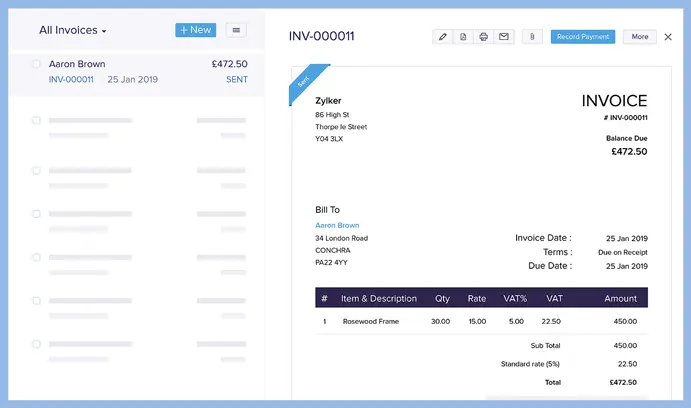 All Invoices
+ New
Aaron Brown £472.50
INV-000011 25 Jan 2019 SENT
INV-000011
Record Payment
More
Sent
Zylker
86 High St
Thorpe le Street
Y04 3LX
INVOICE
# INV-000011
Balance Due
£472.50
Bill To
Aaron Brown
34 London Road
CONCHRA
PA22 4YY
Invoice Date : 25 Jan 2019
Terms : Due on Receipt
Due Date : 25 Jan 2019
# Item & Description Qty Rate VAT% VAT Amount
1 Rosewood Frame 30.00 15.00 5.00 22.50 450.00
Sub Total 450.00
Standard rate (5%) 22.50
Total £472.50